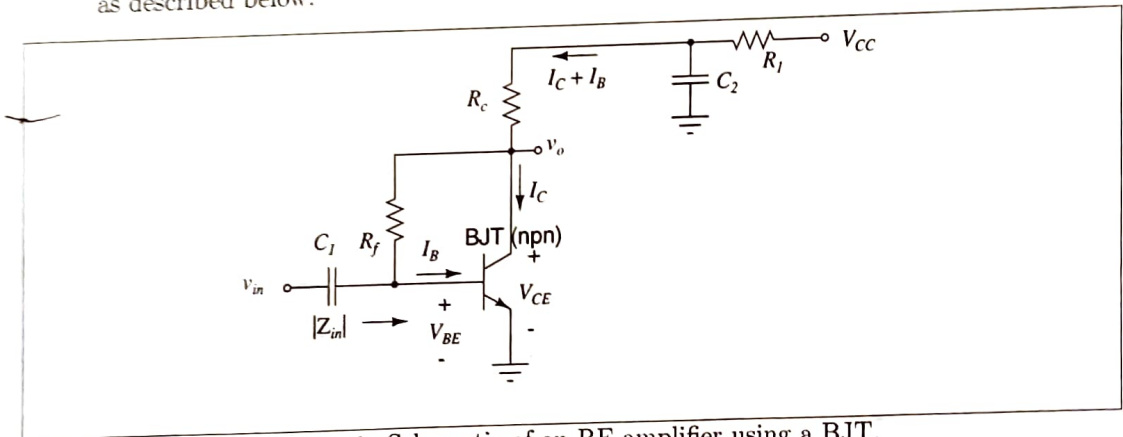 as described below.
V_CC
R_1
I_C + I_B
C_2
R_c
v_o
I_C
BJT (npn)
C_1 R_f I_B
+
v_in
V_CE
+
|Z_in|
V_BE
-
-
Schematic of an RF amplifier using a BJT.